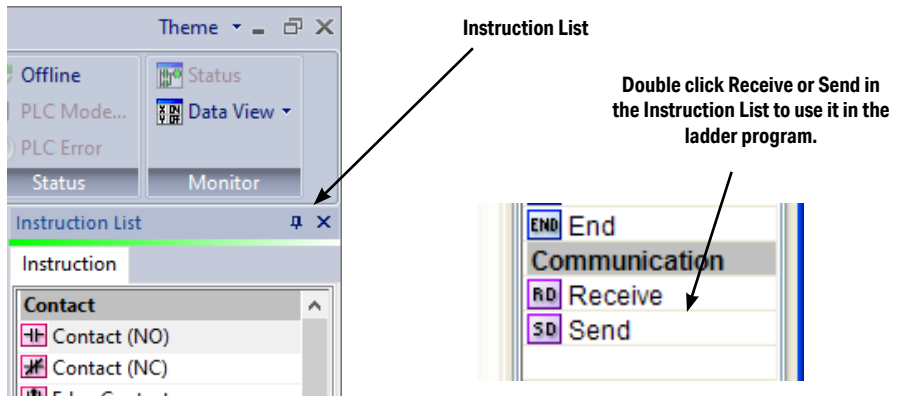 Theme
Offline
Status
PLC Mode...
Data View
PLC Error
Status
Monitor
Instruction List
Instruction
Contact
Contact (NO)
Contact (NC)
Instruction List
Double click Receive or Send in
the Instruction List to use it in the
ladder program.
END End
Communication
RD Receive
SD Send